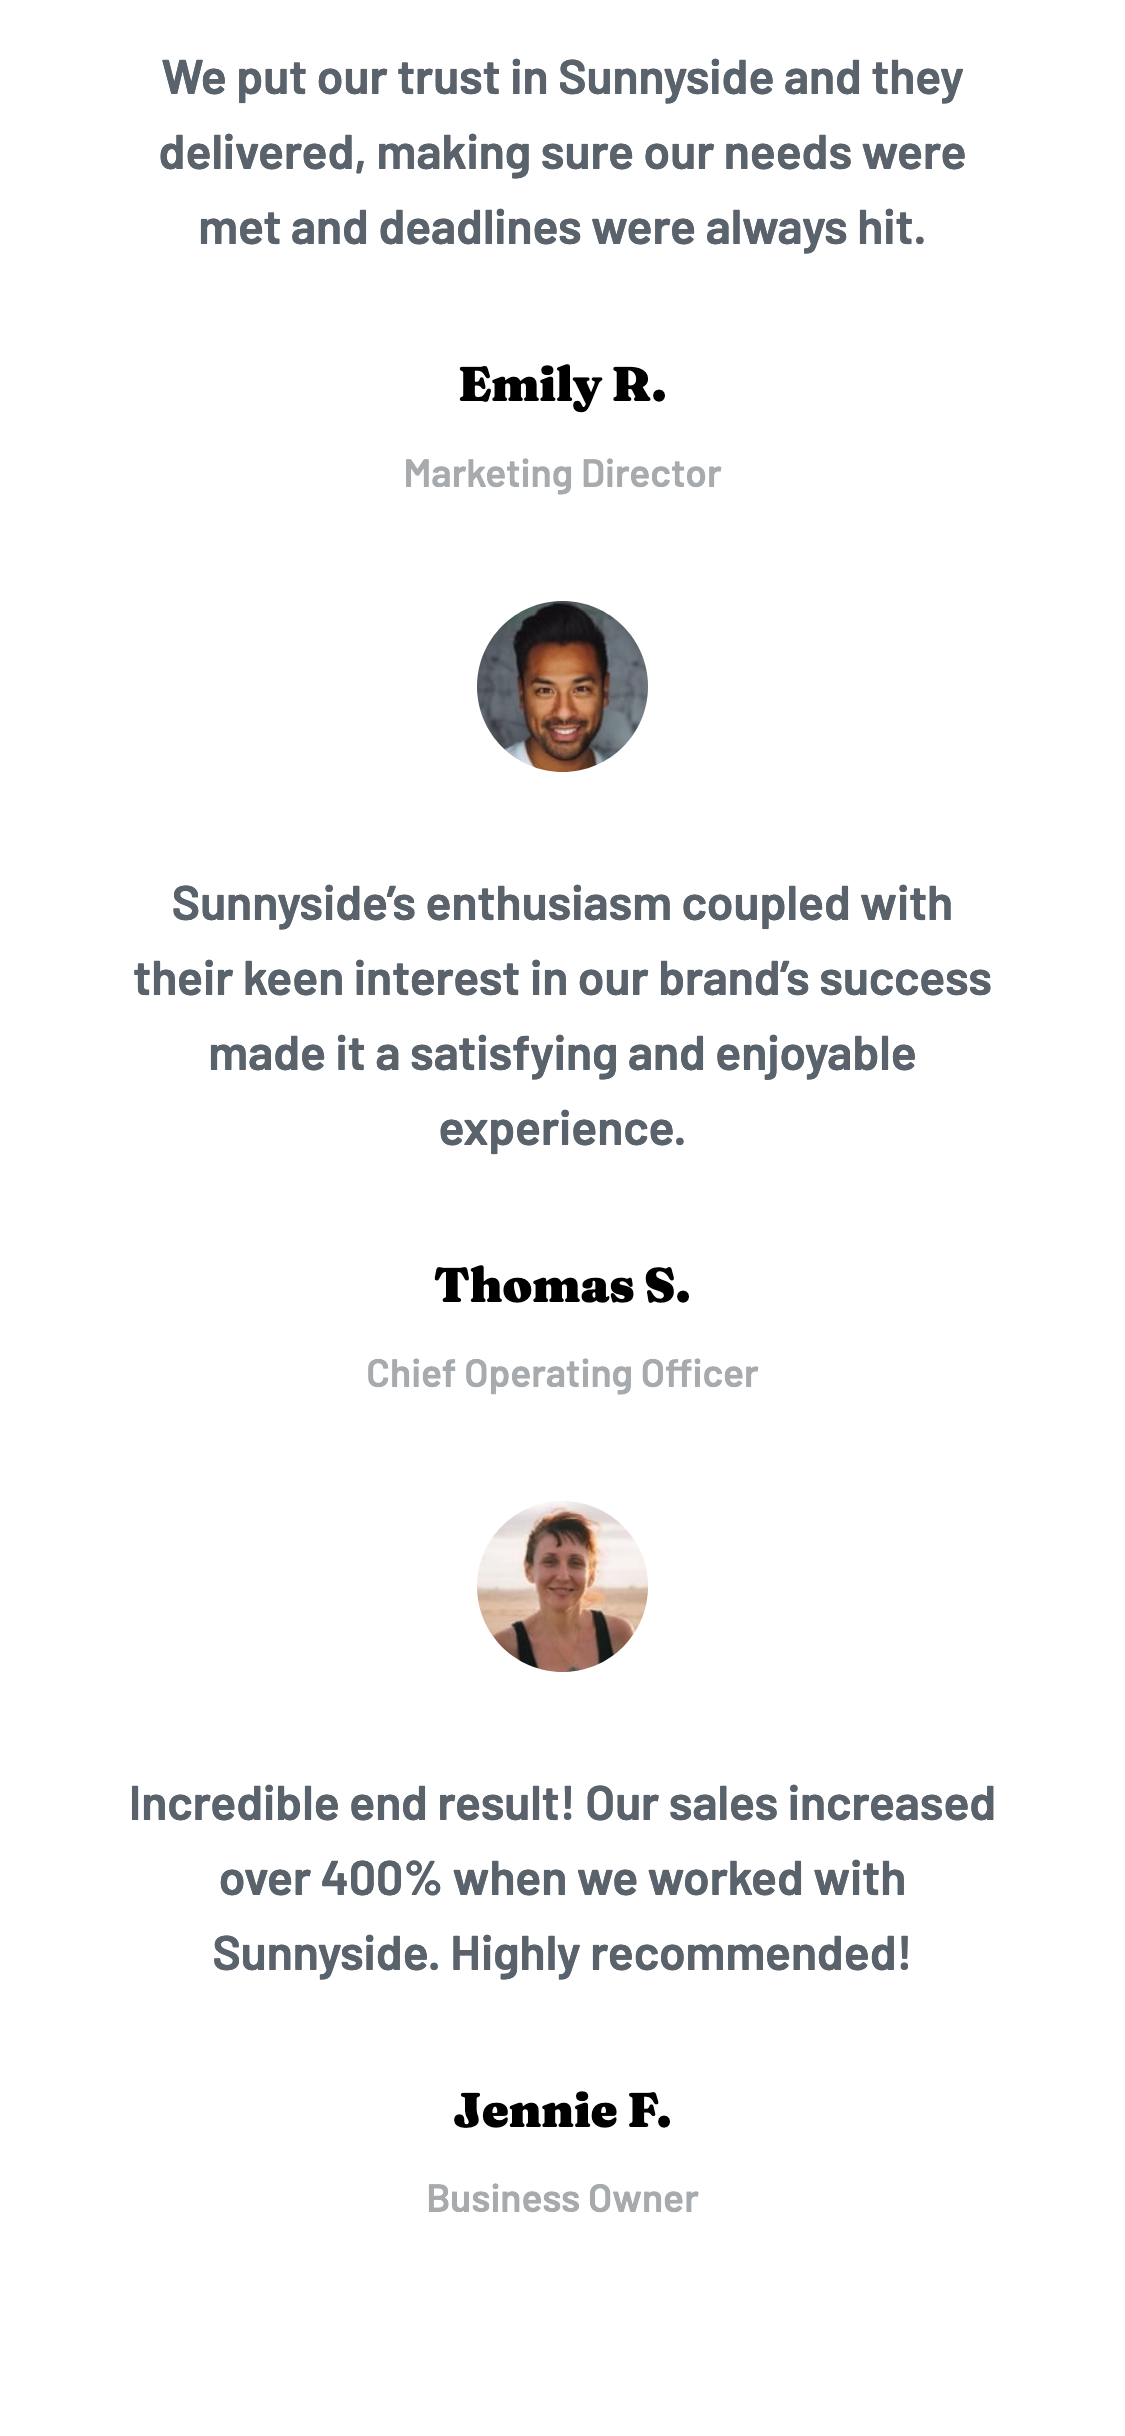 We put our trust in Sunnyside and they
delivered, making sure our needs were
met and deadlines were always hit.
Emily R.
Marketing Director
Sunnyside’s enthusiasm coupled with
their keen interest in our brand’s success
made it a satisfying and enjoyable
experience.
Thomas S.
Chief Operating Officer
Incredible end result! Our sales increased
over 400% when we worked with
Sunnyside. Highly recommended!
Jennie F.
Business Owner